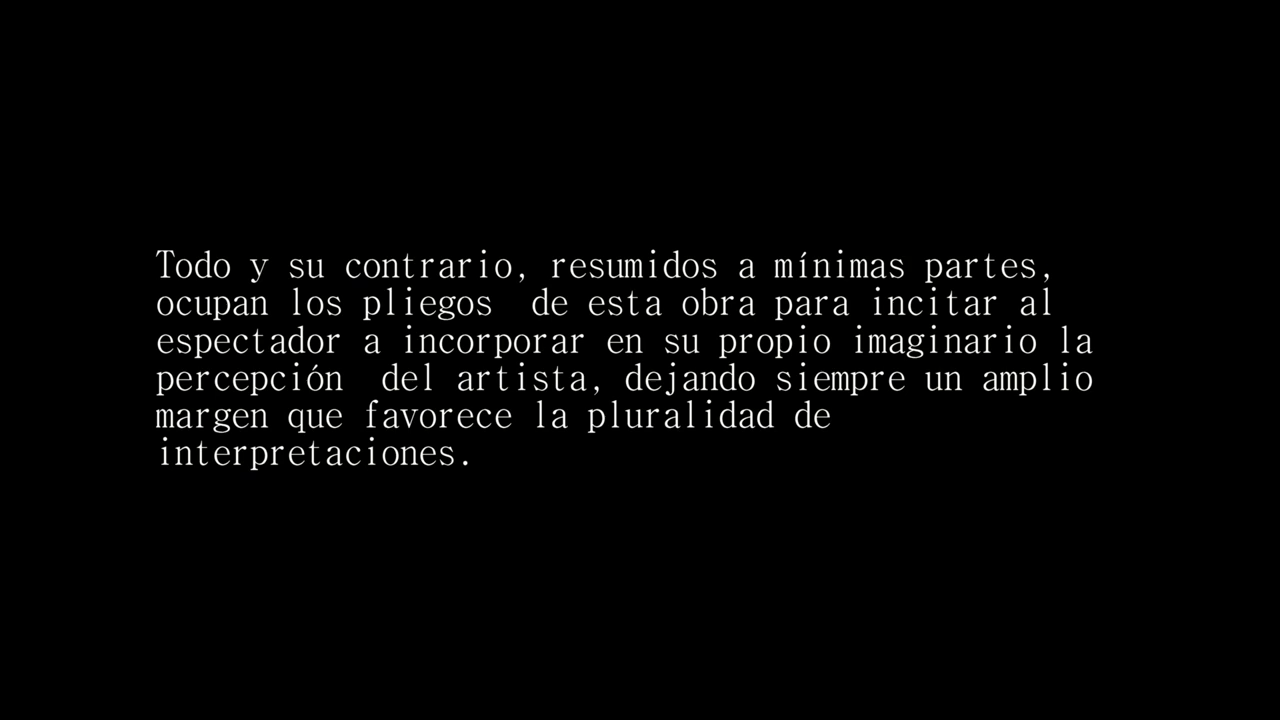 Todo y su contrario, resumidos a mínimas partes,
ocupan los pliegos  de esta obra para incitar al
espectador a incorporar en su propio imaginario la
percepción  del artista, dejando siempre un amplio
margen que favorece la pluralidad de
interpretaciones.